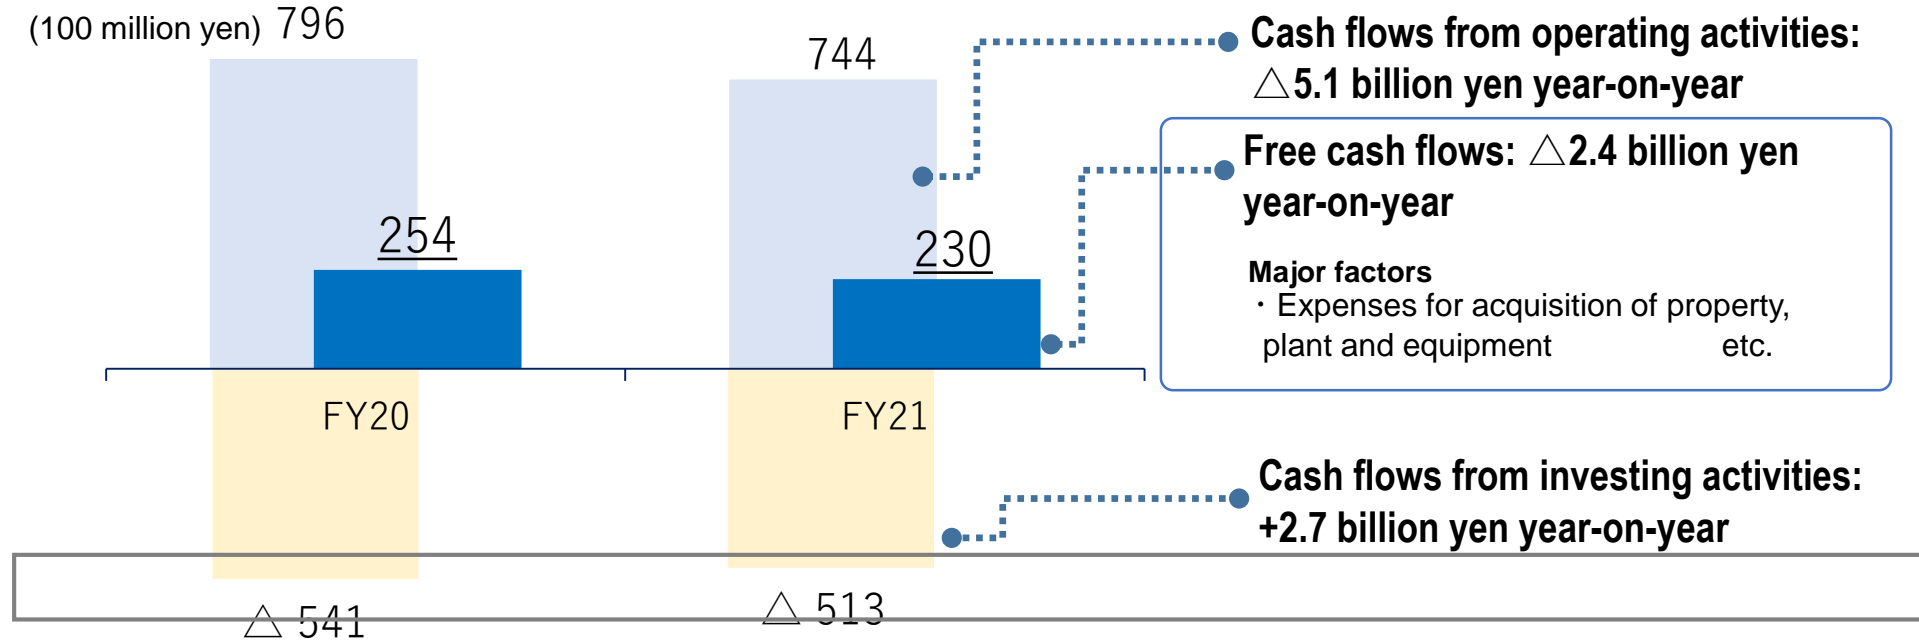 (100 million yen) 796
744
254
230
FY20
FY21
△ 541
△ 513
Cash flows from operating activities:
△5.1 billion yen year-on-year
Free cash flows: △2.4 billion yen
year-on-year
Major factors
・Expenses for acquisition of property,
plant and equipment etc.
Cash flows from investing activities:
+2.7 billion yen year-on-year